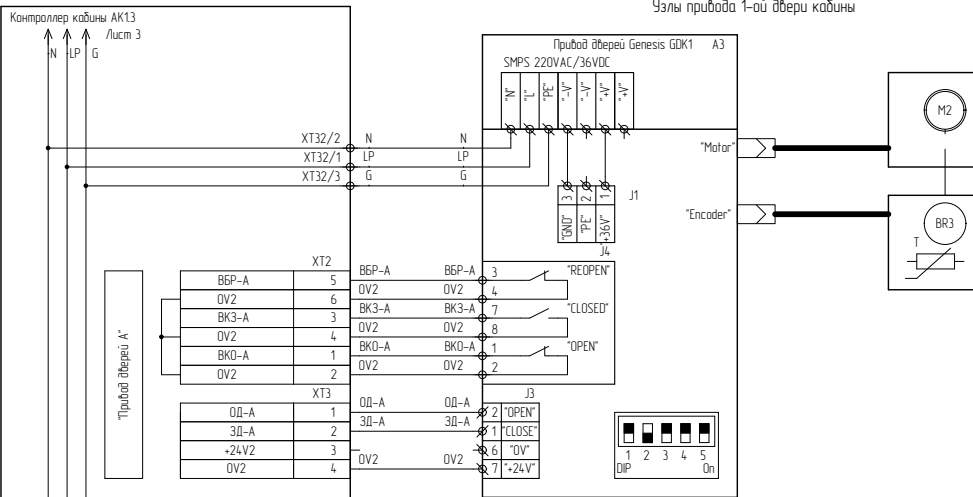 Узлы привода 1-ой двери кабины
Контроллер кабины АК1.3
Лист 3
N LP G
Привод дверей Genesis GDK1 А3
SMPS 220VAC/36VDC
"N" "L" "PE" "-V" "-V" "+V" "+V"
XT32/2 N N
XT32/1 LP LP
XT32/3 G G
"Motor"
M2
3 2 1 J1
"GND" "PE" "+36V"
"Encoder"
BR3
T
J4
XT2
ВБР-А 5 ВБР-А ВБР-А 3 "REOPEN"
0V2 6 0V2 0V2 4
ВКЗ-А 3 ВКЗ-А ВКЗ-А 7 "CLOSED"
0V2 4 0V2 0V2 8
ВКО-А 1 ВКО-А ВКО-А 1 "OPEN"
0V2 2 0V2 0V2 2
"Привод дверей А"
XT3 J3
ОД-А 1 ОД-А ОД-А 2 "OPEN"
ЗД-А 2 ЗД-А ЗД-А 1 "CLOSE"
+24V2 3 6 "0V"
0V2 4 0V2 0V2 7 "+24V"
1 2 3 4 5
DIP On